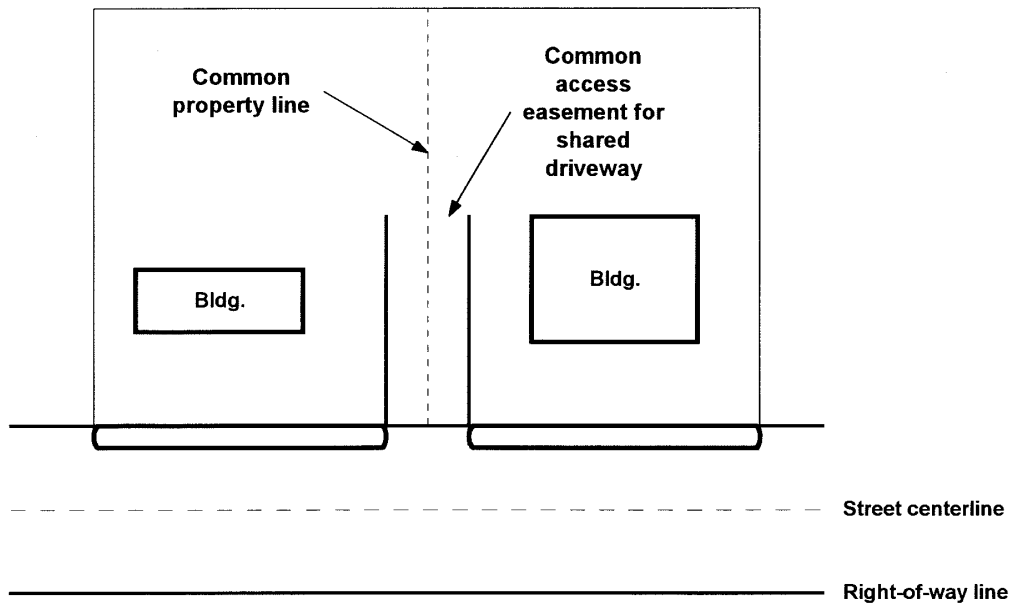 Common
property line
Common
access
easement for
shared
driveway
Bldg.
Bldg.
Street centerline
Right-of-way line